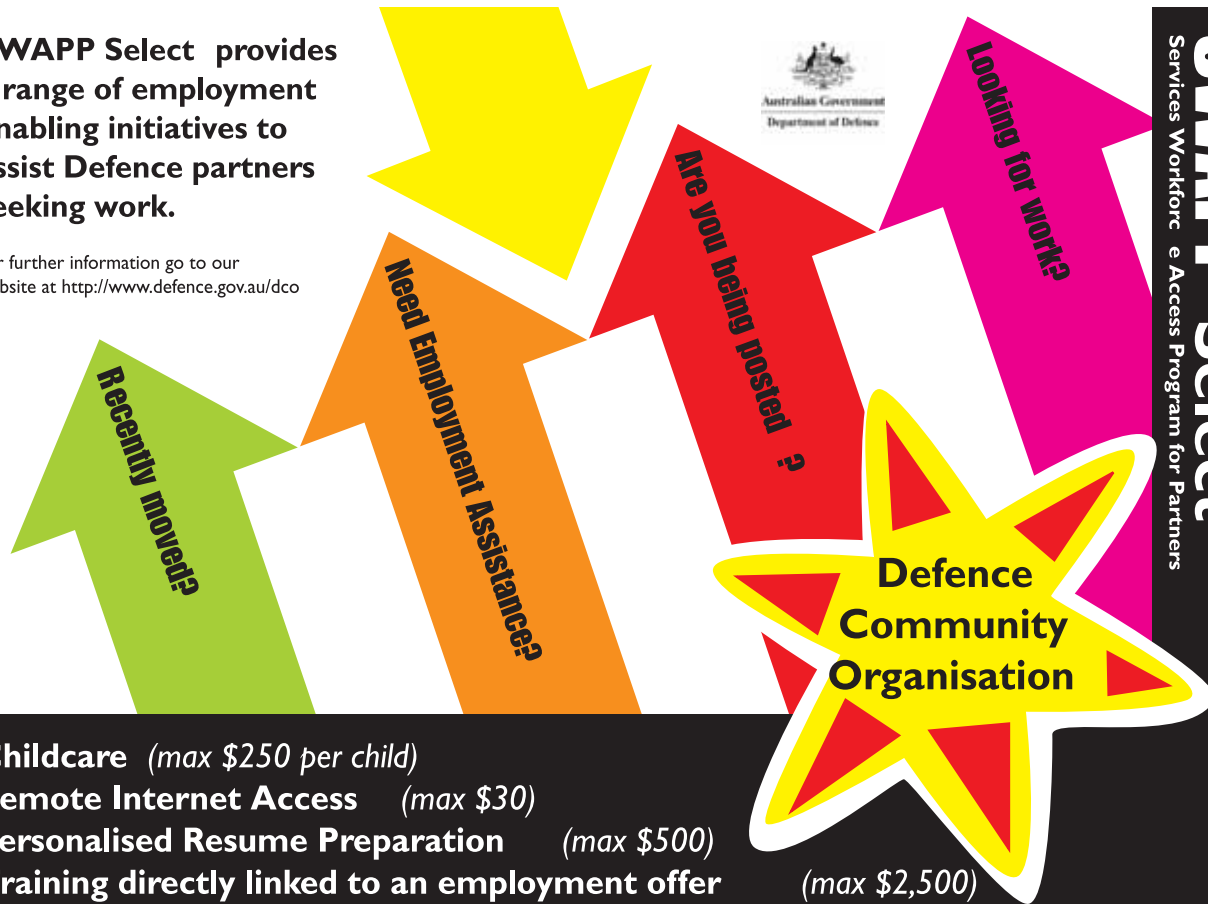 WAPP Select provides
range of employment
nabling initiatives to
ssist Defence partners
eeking work.
r further information go to our
bsite at http://www.defence.gov.au/dco
Australian Government
Department of Defence
Recently moved?
Need Employment Assistance?
Are you being posted ?
Looking for work?
Select
Services Workforc e Access Program for Partners
Defence
Community
Organisation
hildcare (max $250 per child)
emote Internet Access (max $30)
ersonalised Resume Preparation (max $500)
raining directly linked to an employment offer (max $2,500)